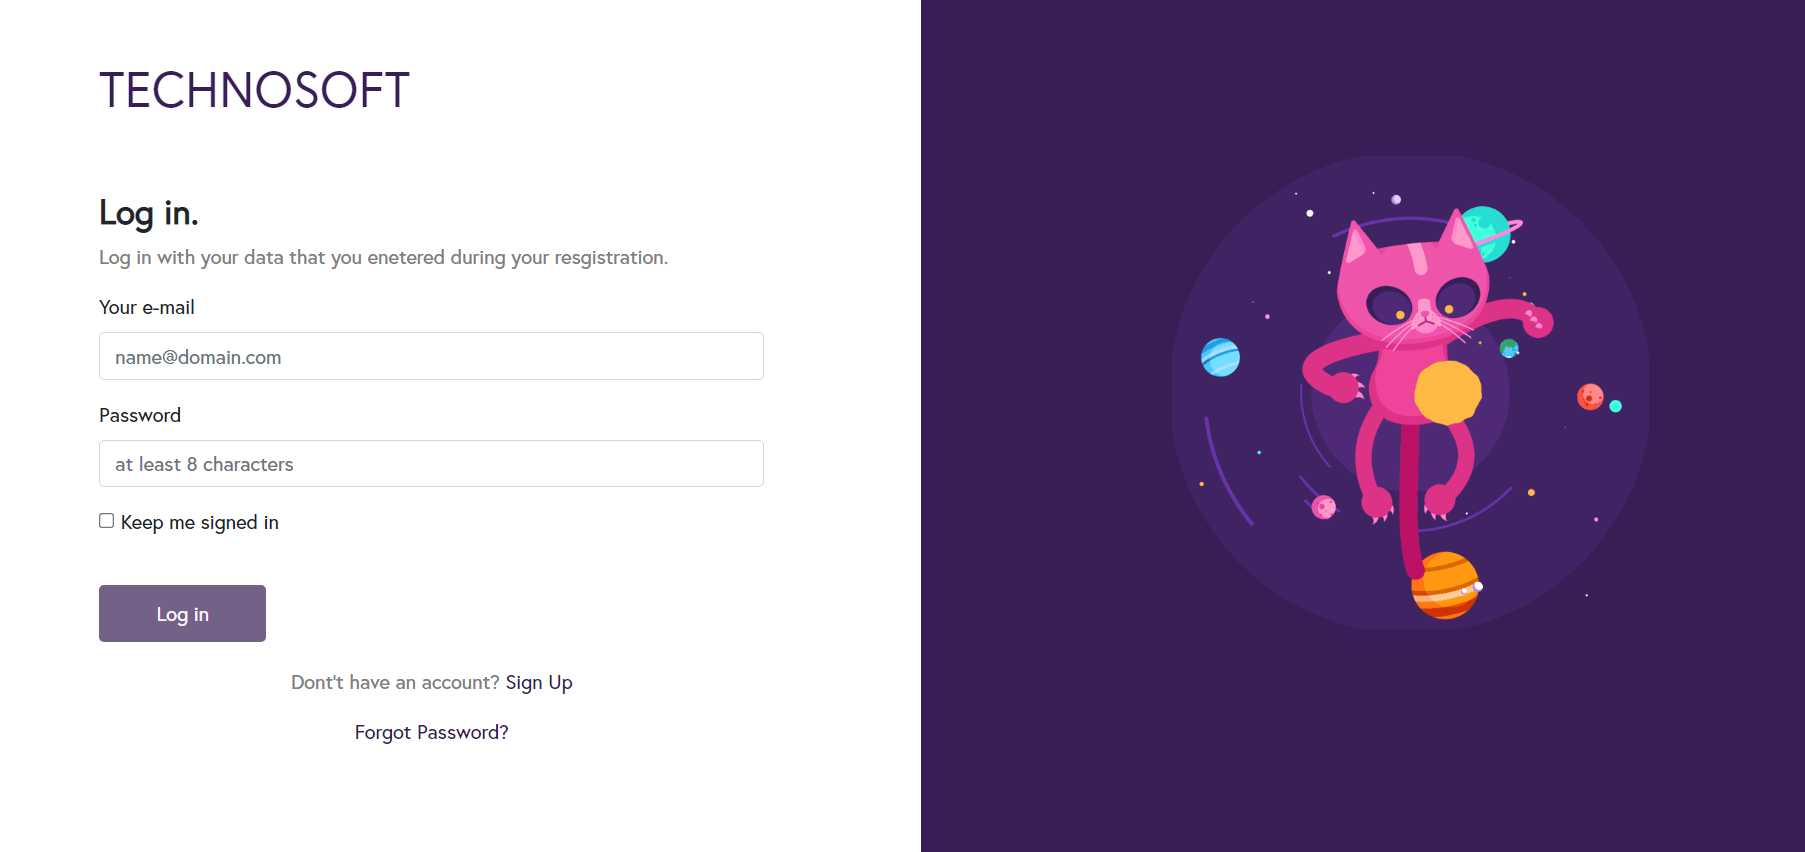 TECHNOSOFT
Log in.
Log in with your data that you enetered during your resgistration.
Your e-mail
name@domain.com
Password
at least 8 characters
Keep me signed in
Log in
Dont't have an account? Sign Up
Forgot Password?